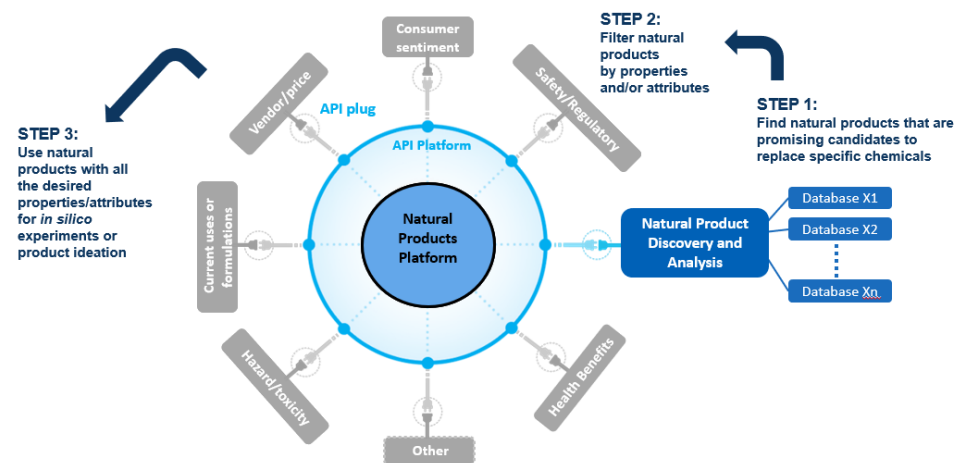 STEP 1:
Find natural products that are
promising candidates to
replace specific chemicals
STEP 2:
Filter natural
products
by properties
and/or attributes
STEP 3:
Use natural
products with all
the desired
properties/attributes
for in silico
experiments or
product ideation
Consumer
sentiment
Vendor/price
Safety/Regulatory
API plug
API Platform
Natural
Products
Platform
Current uses or
formulations
Natural Product
Discovery and
Analysis
Database X1
Database X2
Database Xn
Hazard/toxicity
Health Benefits
Other